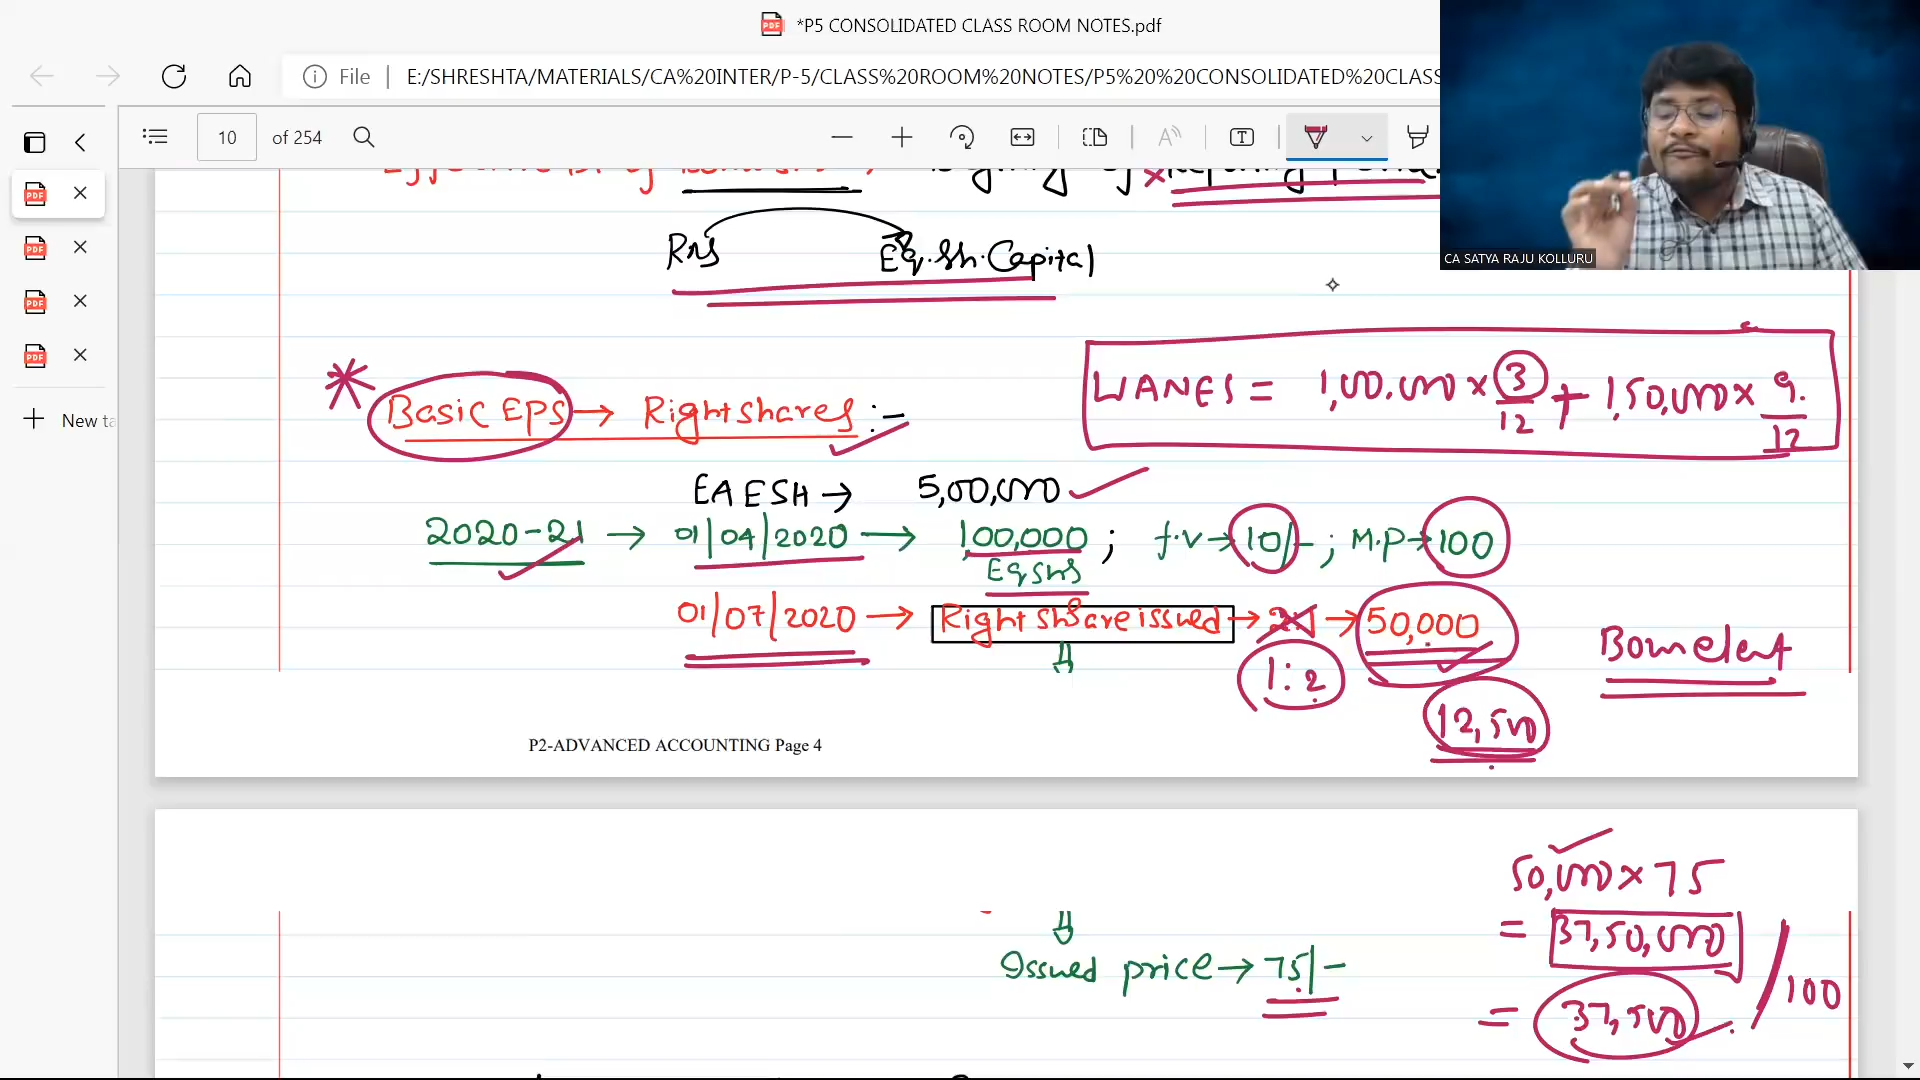 *P5 CONSOLIDATED CLASS ROOM NOTES.pdf
File E:/SHRESHTA/MATERIALS/CA%20INTER/P-5/CLASS%20ROOM%20NOTES/P5%20%20CONSOLIDATED%20CLASS
10 of 254
CA SATYA RAJU KOLLURU
New ta
Eq.Sh.Capital
WANES = 1,00,000 × 3/12 + 1,50,000 × 9/12
Basic EPS → Right shares :-
EAESH → 5,00,000
2020-21 → 01/04/2020 → 1,00,000 ; f.v → 10/- ; M.P → 100
Eq shs
01/07/2020 → Right share issued → → 50,000
1:2
12,500
P2-ADVANCED ACCOUNTING Page 4
50,000 × 75
= 37,50,000
/100
Issued price → 75/-
= 37,500